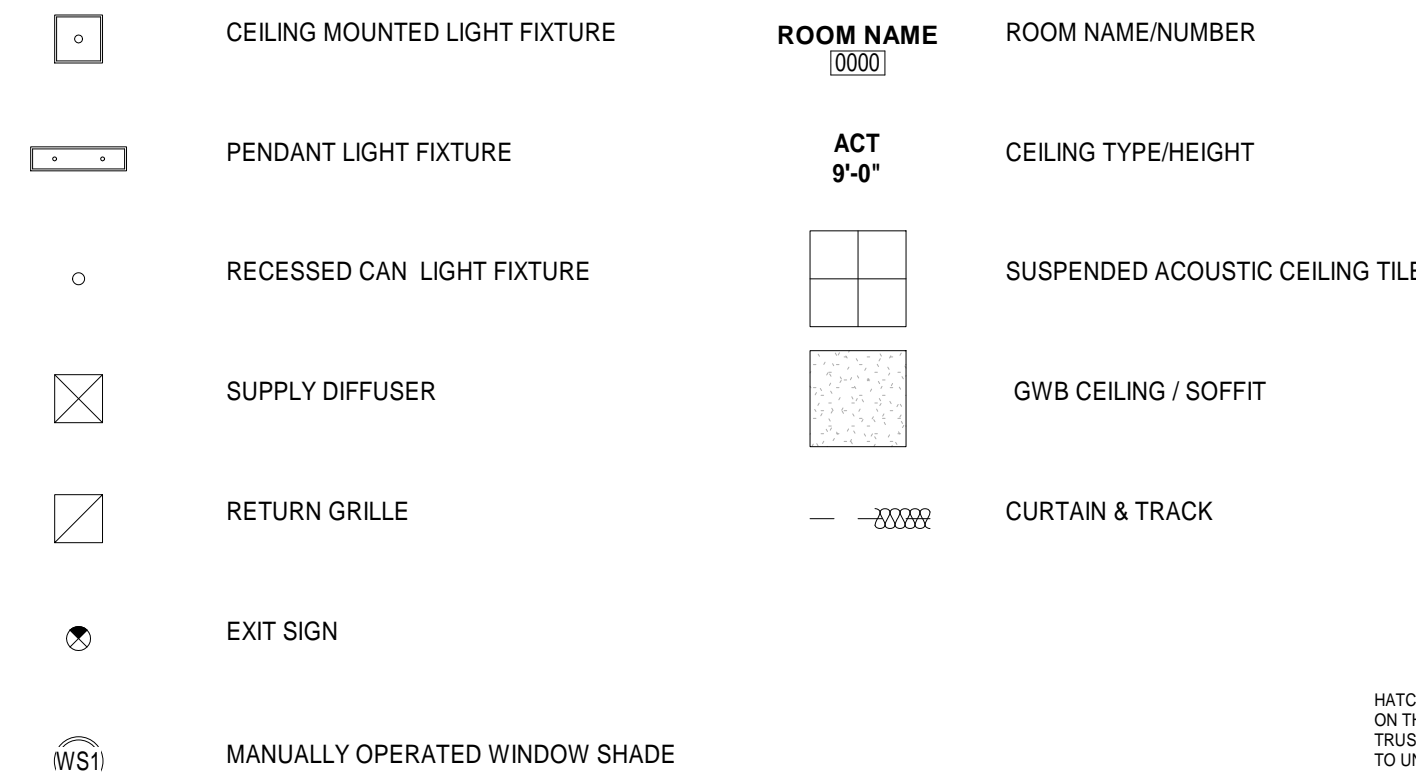 CEILING MOUNTED LIGHT FIXTURE
PENDANT LIGHT FIXTURE
RECESSED CAN LIGHT FIXTURE
SUPPLY DIFFUSER
RETURN GRILLE
EXIT SIGN
WS1
MANUALLY OPERATED WINDOW SHADE
ROOM NAME
0000
ROOM NAME/NUMBER
ACT
9'-0"
CEILING TYPE/HEIGHT
SUSPENDED ACOUSTIC CEILING TILE
GWB CEILING / SOFFIT
CURTAIN & TRACK
ON
TO